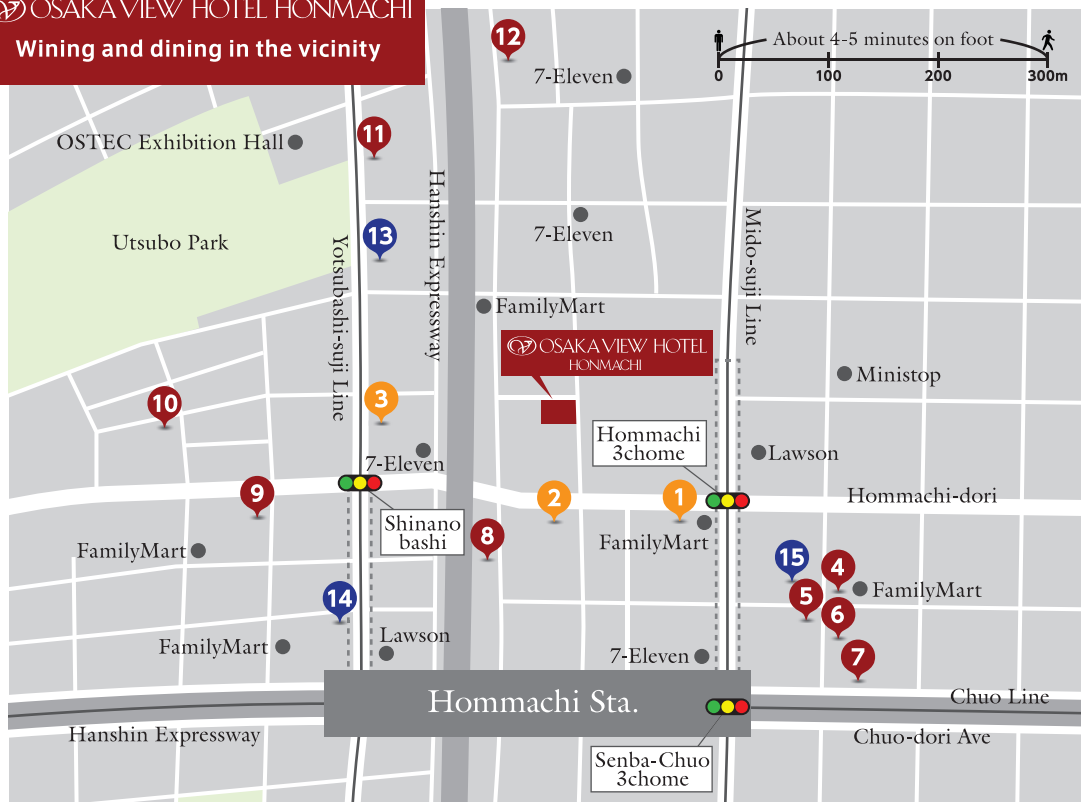 OSAKA VIEW HOTEL HONMACHI
Wining and dining in the vicinity
About 4-5 minutes on foot
0
100
200
300m
12
7-Eleven
11
OSTEC Exhibition Hall
Hanshin Expressway
Mido-suji Line
7-Eleven
13
Utsubo Park
Yotsubashi-suji Line
FamilyMart
OSAKA VIEW HOTEL
HONMACHI
Ministop
10
3
Hommachi
3chome
Lawson
7-Eleven
9
2
1
Hommachi-dori
Shinano
bashi
8
FamilyMart
FamilyMart
15
4
FamilyMart
5
14
6
Lawson
FamilyMart
7-Eleven
7
Hommachi Sta.
Chuo Line
Hanshin Expressway
Chuo-dori Ave
Senba-Chuo
3chome